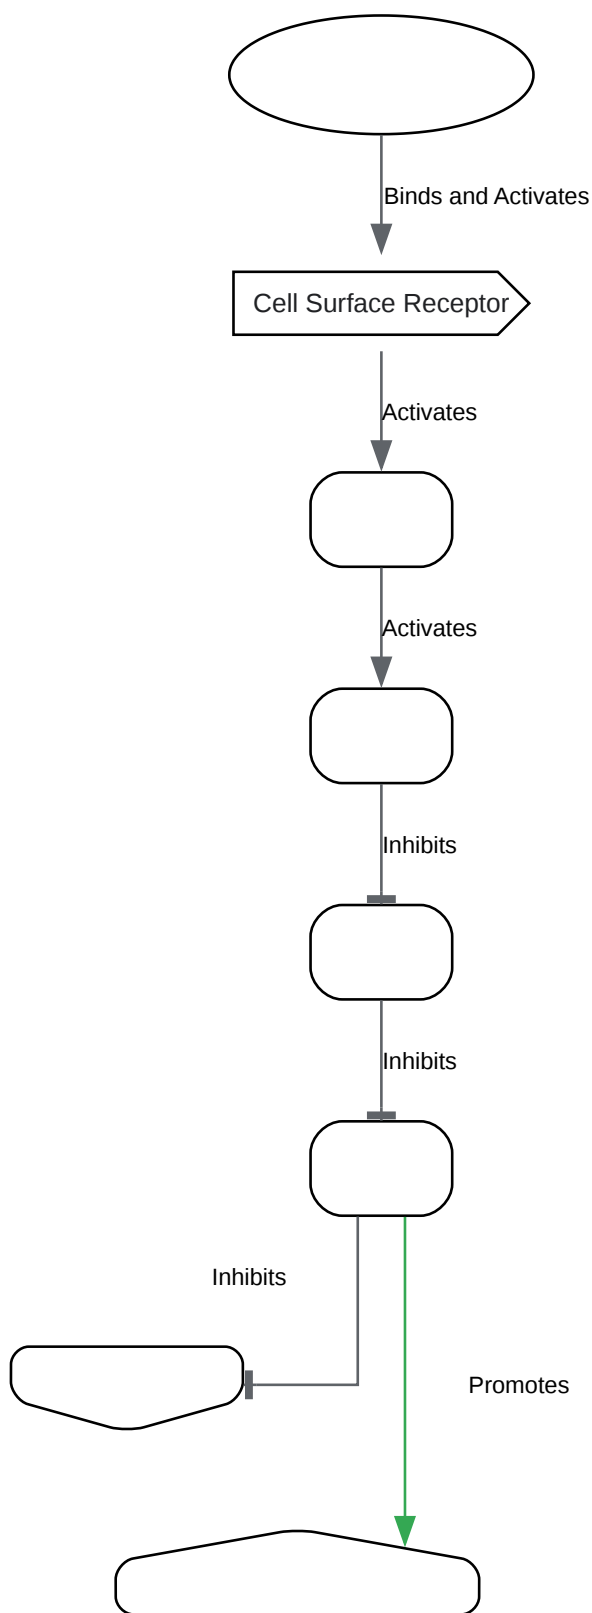 Binds and Activates
Cell Surface Receptor
Activates
Activates
Inhibits
Inhibits
Inhibits
Promotes